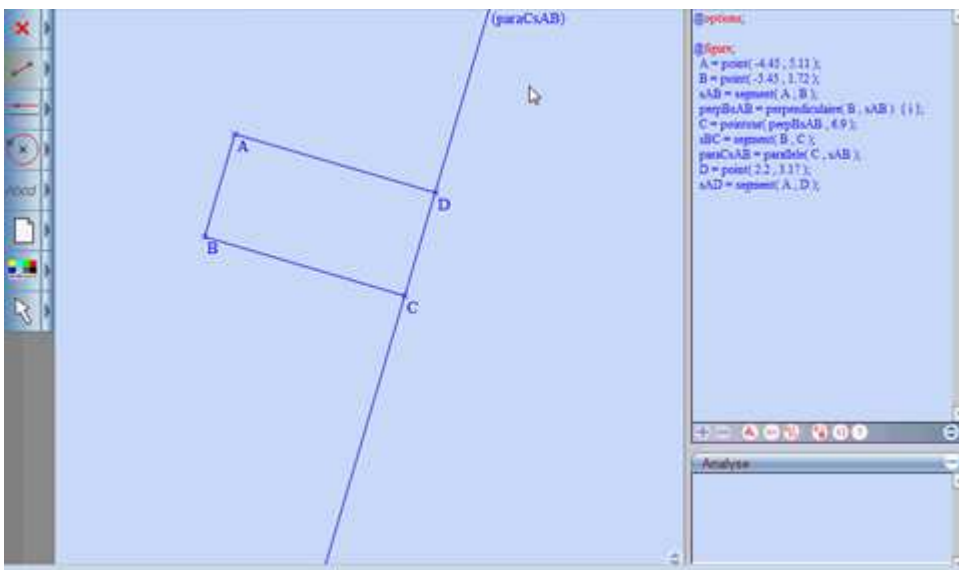 (paraCsAB)
A
D
B
C
@options;
@figure;
A = point( -4.45 , 5.11 );
B = point( -5.45 , 1.72 );
sAB = segment( A , B );
perpBsAB = perpendiculaire( B , sAB ) { i };
C = pointsur( perpBsAB , 6.9 );
sBC = segment( B , C );
paraCsAB = parallele( C , sAB );
D = point( 2.2 , 3.17 );
sAD = segment( A , D );
Analyse